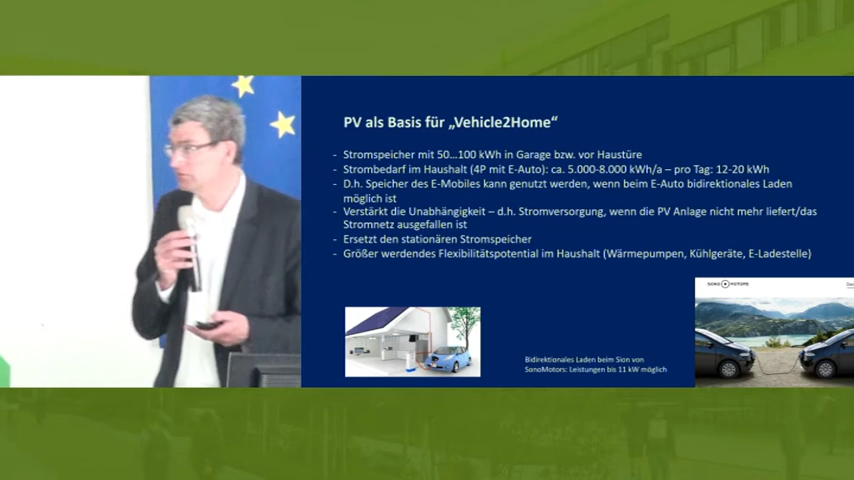 PV als Basis für „Vehicle2Home“
- Stromspeicher mit 50…100 kWh in Garage bzw. vor Haustüre
- Strombedarf im Haushalt (4P mit E-Auto): ca. 5.000-8.000 kWh/a – pro Tag: 12-20 kWh
- D.h. Speicher des E-Mobiles kann genutzt werden, wenn beim E-Auto bidirektionales Laden
möglich ist
- Verstärkt die Unabhängigkeit – d.h. Stromversorgung, wenn die PV Anlage nicht mehr liefert/das
Stromnetz ausgefallen ist
- Ersetzt den stationären Stromspeicher
- Größer werdendes Flexibilitätspotential im Haushalt (Wärmepumpen, Kühlgeräte, E-Ladestelle)
SONO MOTORS
Bidirektionales Laden beim Sion von
SonoMotors: Leistungen bis 11 kW möglich